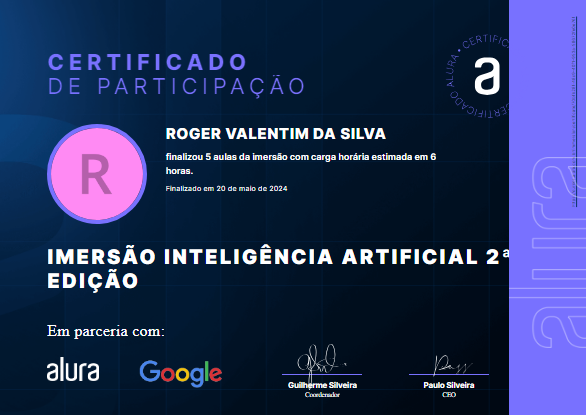 CERTIFICADO
DE PARTICIPAÇÃO
CERTIFICADO ALURA • CERTIFICADO ALURA
a
R
ROGER VALENTIM DA SILVA
finalizou 5 aulas da imersão com carga horária estimada em 6
horas.
Finalizado em 20 de maio de 2024
IMERSÃO INTELIGÊNCIA ARTIFICIAL 2ª
EDIÇÃO
Em parceria com:
alura
Google
Guilherme Silveira
Coordenador
Paulo Silveira
CEO
alura